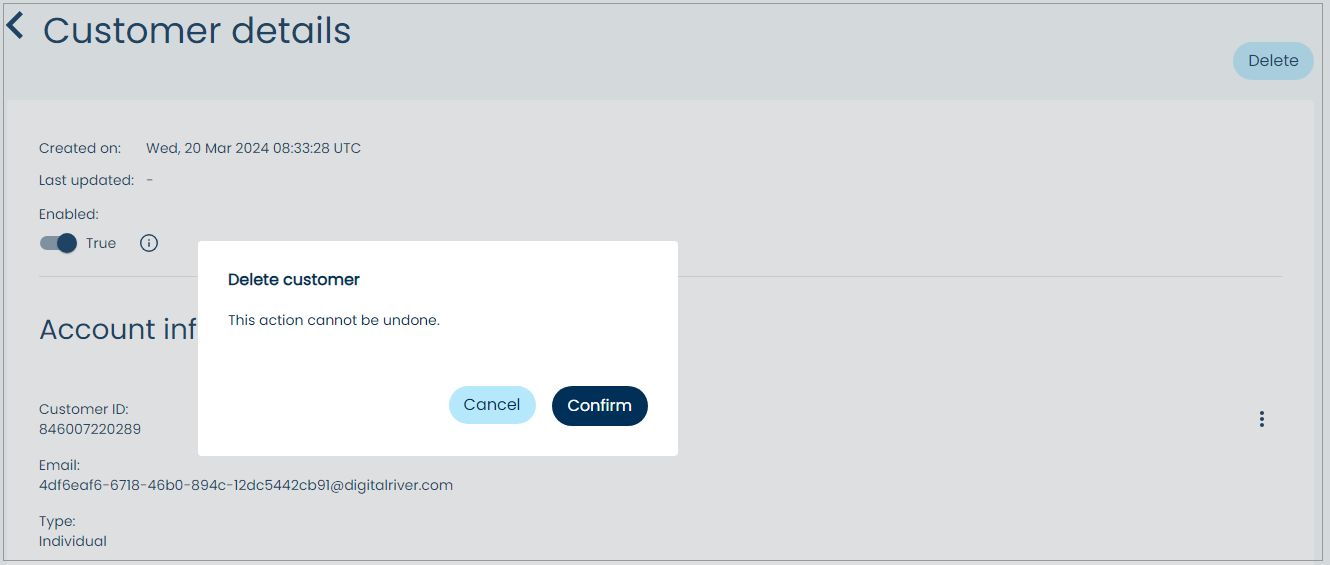 Customer details
Delete
Created on: Wed, 20 Mar 2024 08:33:28 UTC
Last updated: -
Enabled:
True
Delete customer
This action cannot be undone.
Account inf
Cancel Confirm
Customer ID:
846007220289
Email:
4df6eaf6-6718-46b0-894c-12dc5442cb91@digitalriver.com
Type:
Individual